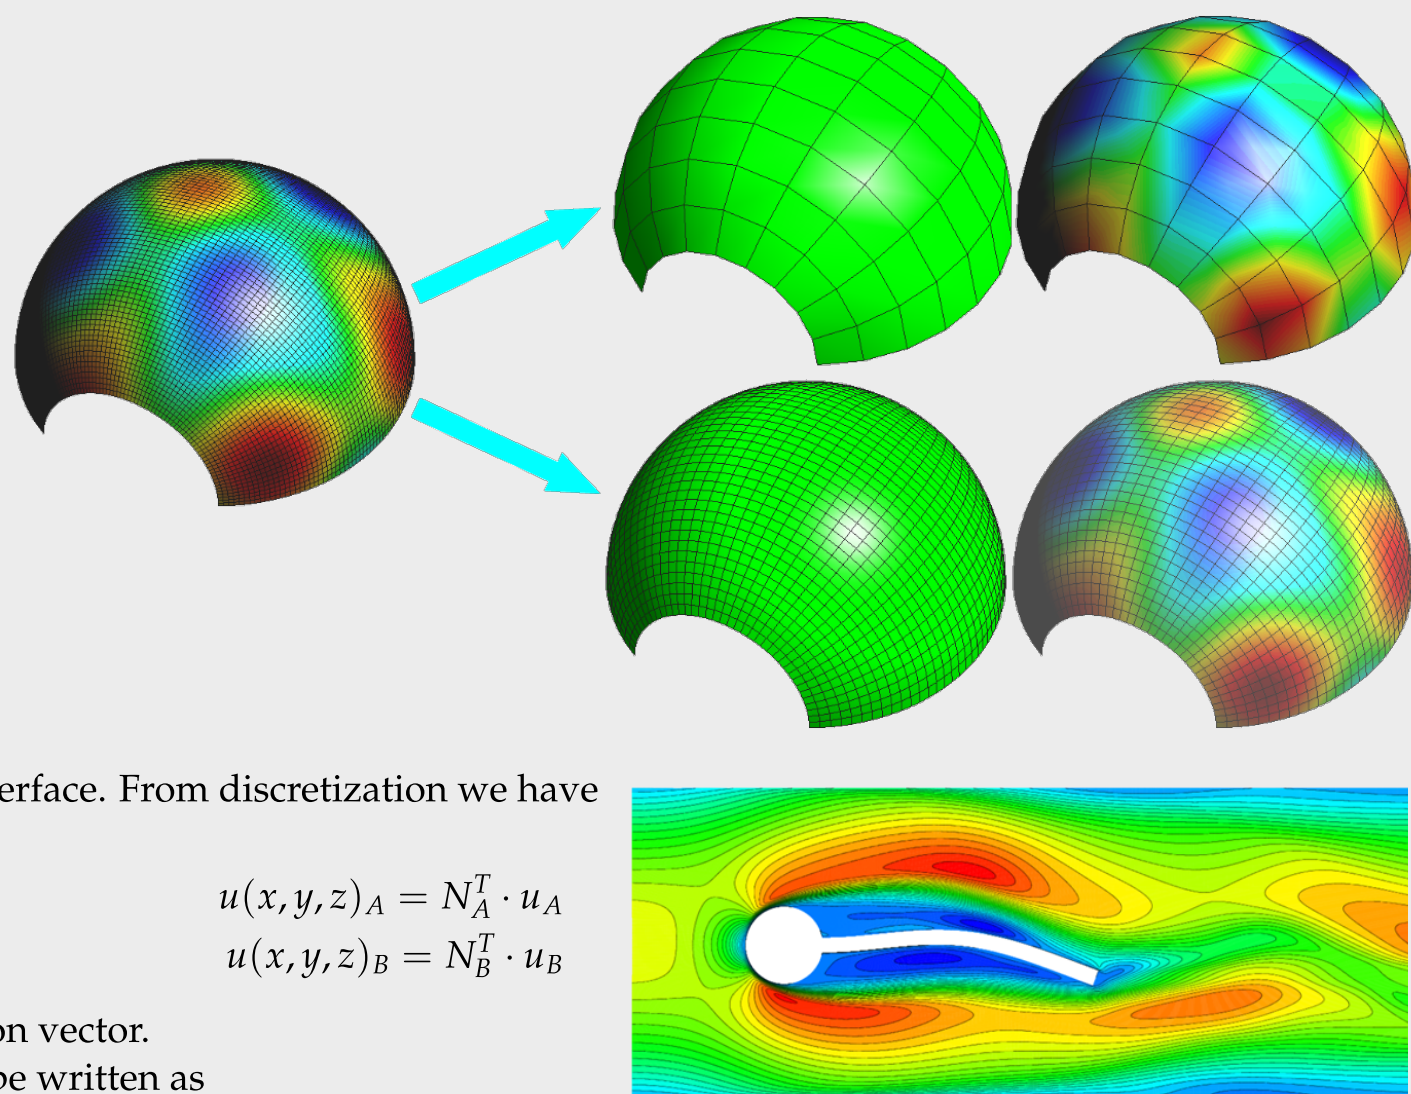 erface. From discretization we have
u(x, y, z)_A = N_A^T · u_A
u(x, y, z)_B = N_B^T · u_B
on vector.
be written as